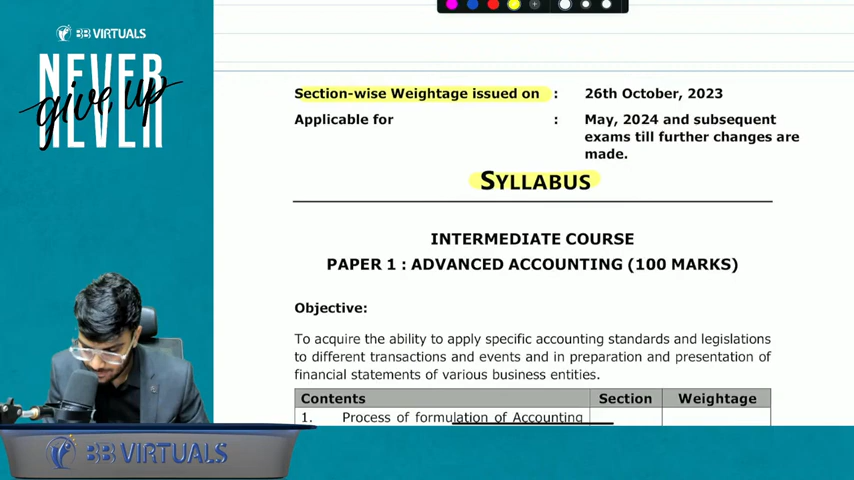 BB VIRTUALS
NEVER
give up
NEVER
Section-wise Weightage issued on : 26th October, 2023
Applicable for : May, 2024 and subsequent
exams till further changes are
made.
SYLLABUS
INTERMEDIATE COURSE
PAPER 1 : ADVANCED ACCOUNTING (100 MARKS)
Objective:
To acquire the ability to apply specific accounting standards and legislations
to different transactions and events and in preparation and presentation of
financial statements of various business entities.
Contents Section Weightage
1. Process of formulation of Accounting
BB VIRTUALS